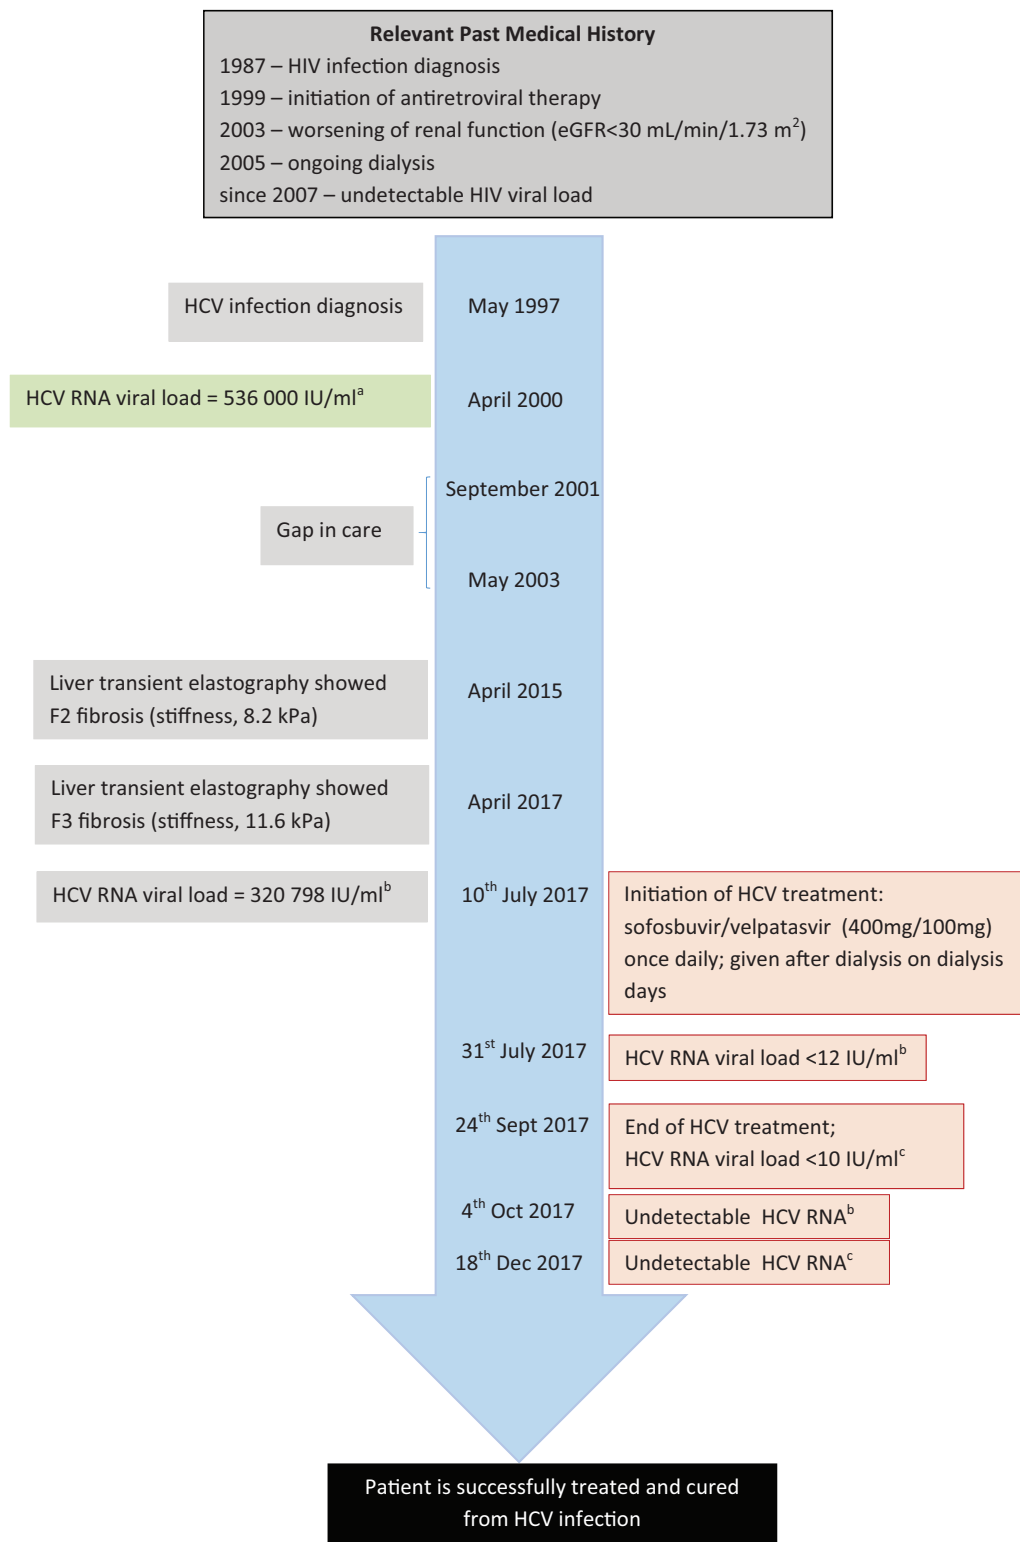 Relevant Past Medical History
1987 – HIV infection diagnosis
1999 – initiation of antiretroviral therapy
2003 – worsening of renal function (eGFR<30 mL/min/1.73 m²)
2005 – ongoing dialysis
since 2007 – undetectable HIV viral load
HCV infection diagnosis
May 1997
HCV RNA viral load = 536 000 IU/mlᵃ
April 2000
September 2001
Gap in care
May 2003
Liver transient elastography showed
F2 fibrosis (stiffness, 8.2 kPa)
April 2015
Liver transient elastography showed
F3 fibrosis (stiffness, 11.6 kPa)
April 2017
HCV RNA viral load = 320 798 IU/mlᵇ
10ᵗʰ July 2017
Initiation of HCV treatment:
sofosbuvir/velpatasvir (400mg/100mg)
once daily; given after dialysis on dialysis
days
31ˢᵗ July 2017
HCV RNA viral load <12 IU/mlᵇ
24ᵗʰ Sept 2017
End of HCV treatment;
HCV RNA viral load <10 IU/mlᶜ
4ᵗʰ Oct 2017
Undetectable HCV RNAᵇ
18ᵗʰ Dec 2017
Undetectable HCV RNAᶜ
Patient is successfully treated and cured
from HCV infection